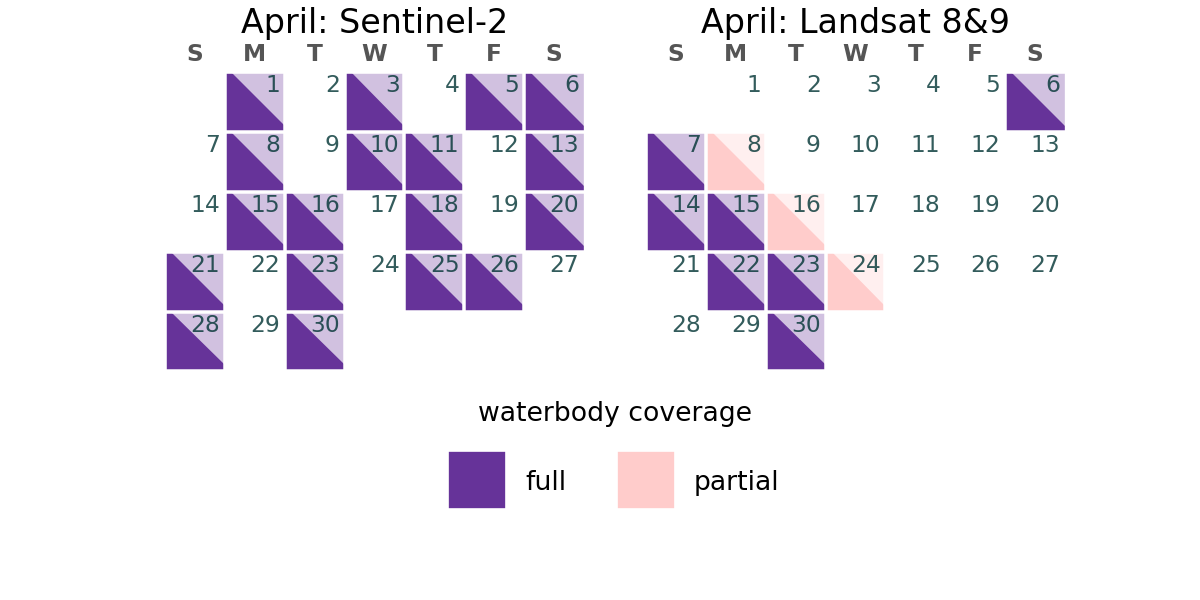 April: Sentinel-2
S M T W T F S
1 2 3 4 5 6
7 8 9 10 11 12 13
14 15 16 17 18 19 20
21 22 23 24 25 26 27
28 29 30
April: Landsat 8&9
S M T W T F S
1 2 3 4 5 6
7 8 9 10 11 12 13
14 15 16 17 18 19 20
21 22 23 24 25 26 27
28 29 30
waterbody coverage
full
partial